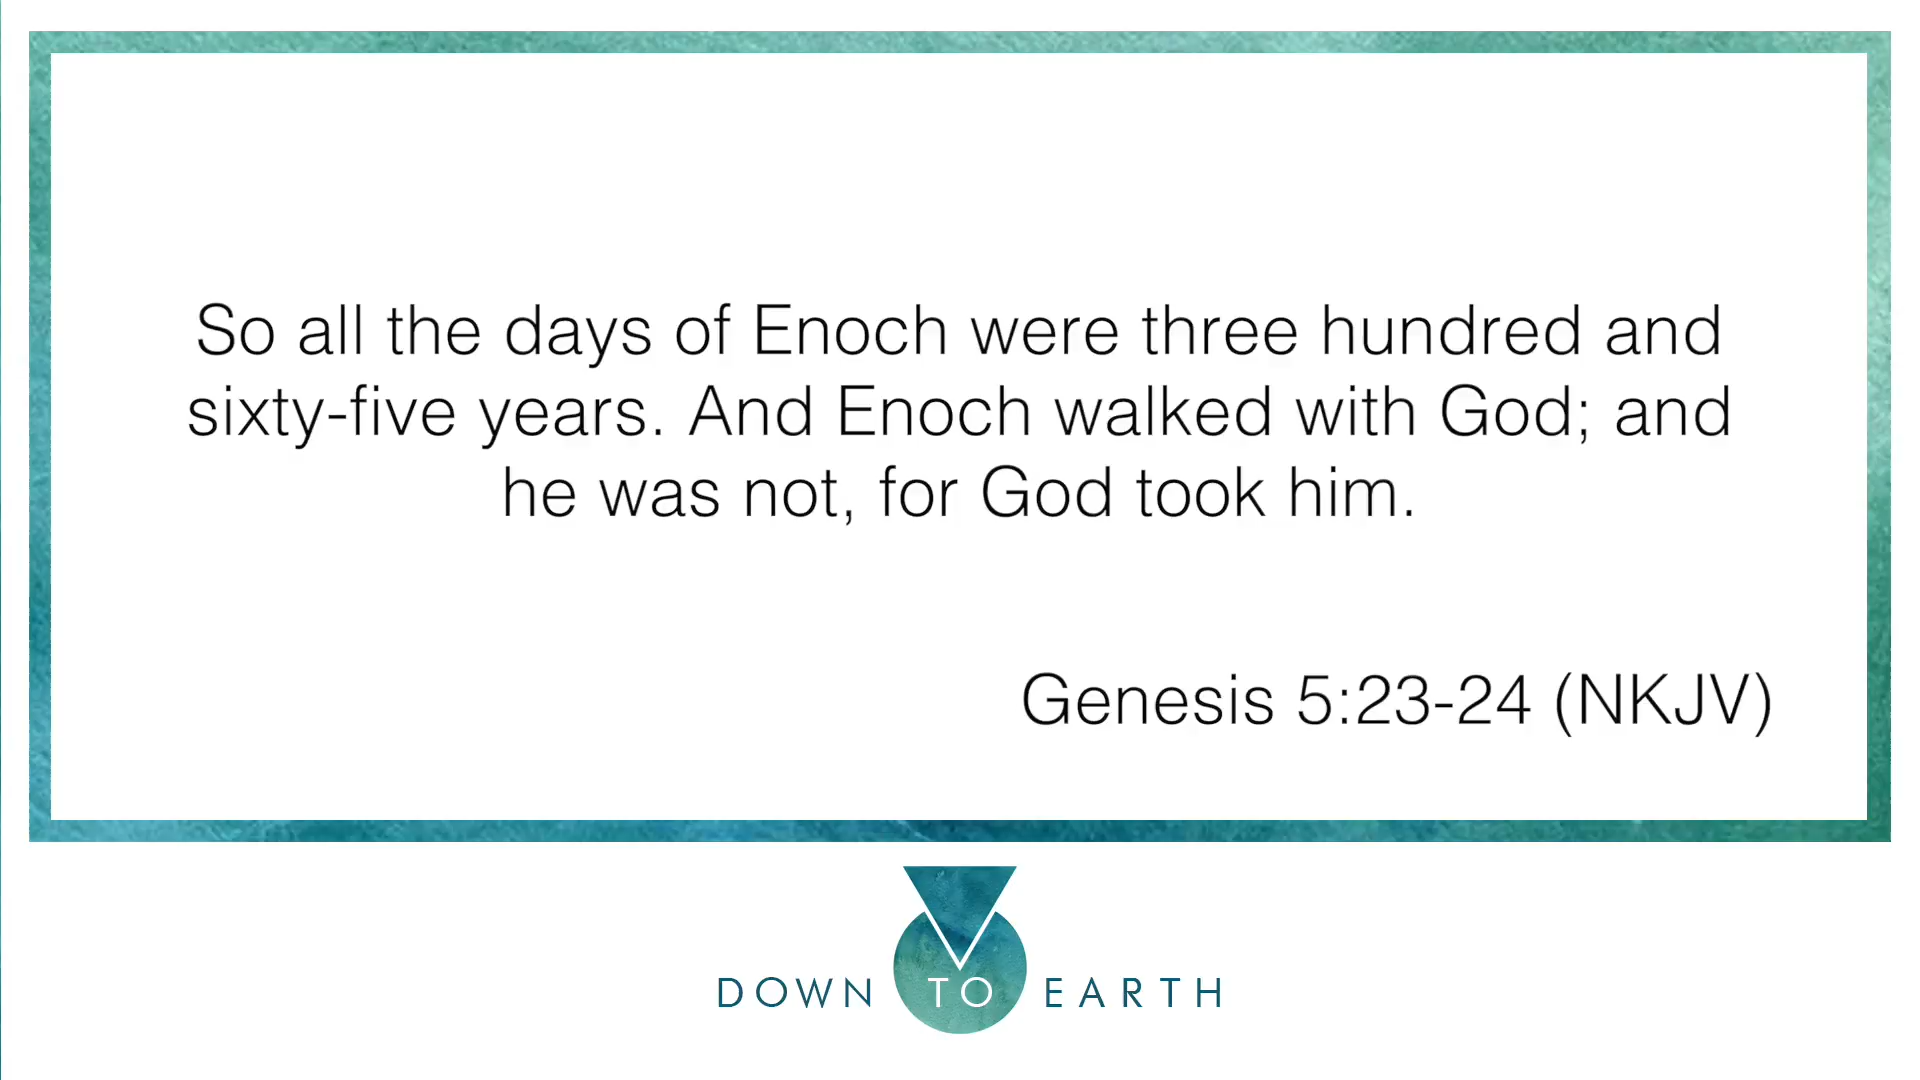 So all the days of Enoch were three hundred and
sixty-five years. And Enoch walked with God; and
he was not, for God took him.
Genesis 5:23-24 (NKJV)
DOWN TO EARTH